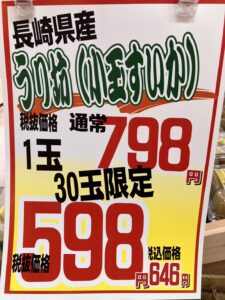 長崎県産
うり坊(小玉すいか)
税抜価格 通常 798円
1玉
30玉限定
税抜価格 598円 税込価格 646円